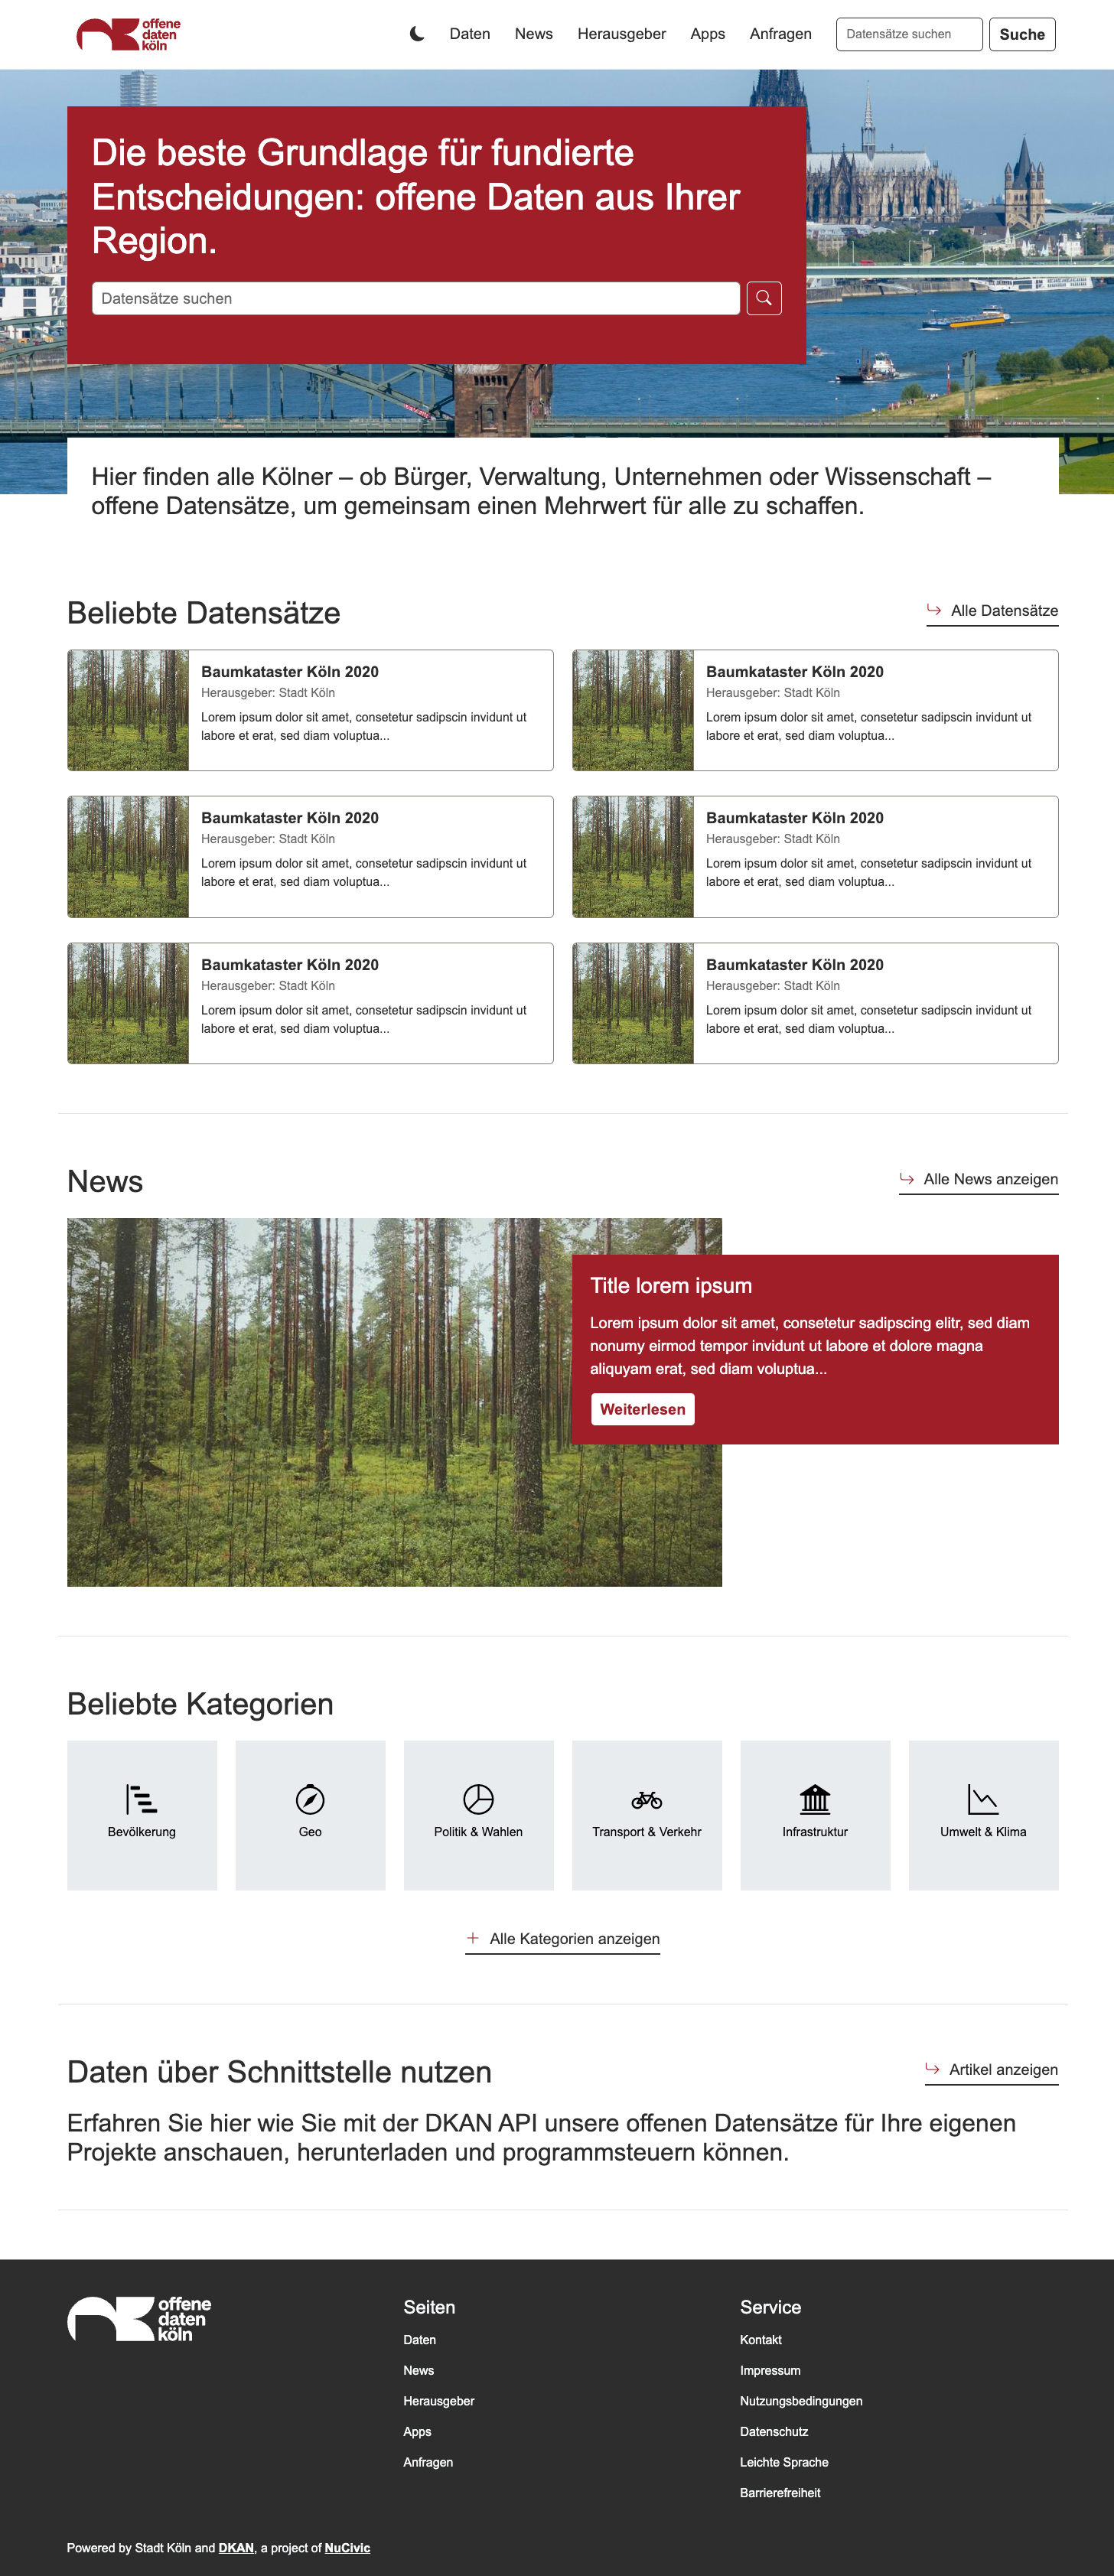 offene
daten
köln
Daten
News
Herausgeber
Apps
Anfragen
Datensätze suchen
Suche
Die beste Grundlage für fundierte
Entscheidungen: offene Daten aus Ihrer
Region.
Datensätze suchen
Hier finden alle Kölner – ob Bürger, Verwaltung, Unternehmen oder Wissenschaft –
offene Datensätze, um gemeinsam einen Mehrwert für alle zu schaffen.
Beliebte Datensätze
Alle Datensätze
Baumkataster Köln 2020
Herausgeber: Stadt Köln
Lorem ipsum dolor sit amet, consetetur sadipscin invidunt ut
labore et erat, sed diam voluptua...
Baumkataster Köln 2020
Herausgeber: Stadt Köln
Lorem ipsum dolor sit amet, consetetur sadipscin invidunt ut
labore et erat, sed diam voluptua...
Baumkataster Köln 2020
Herausgeber: Stadt Köln
Lorem ipsum dolor sit amet, consetetur sadipscin invidunt ut
labore et erat, sed diam voluptua...
Baumkataster Köln 2020
Herausgeber: Stadt Köln
Lorem ipsum dolor sit amet, consetetur sadipscin invidunt ut
labore et erat, sed diam voluptua...
Baumkataster Köln 2020
Herausgeber: Stadt Köln
Lorem ipsum dolor sit amet, consetetur sadipscin invidunt ut
labore et erat, sed diam voluptua...
Baumkataster Köln 2020
Herausgeber: Stadt Köln
Lorem ipsum dolor sit amet, consetetur sadipscin invidunt ut
labore et erat, sed diam voluptua...
News
Alle News anzeigen
Title lorem ipsum
Lorem ipsum dolor sit amet, consetetur sadipscing elitr, sed diam
nonumy eirmod tempor invidunt ut labore et dolore magna
aliquyam erat, sed diam voluptua...
Weiterlesen
Beliebte Kategorien
Bevölkerung
Geo
Politik & Wahlen
Transport & Verkehr
Infrastruktur
Umwelt & Klima
Alle Kategorien anzeigen
Daten über Schnittstelle nutzen
Artikel anzeigen
Erfahren Sie hier wie Sie mit der DKAN API unsere offenen Datensätze für Ihre eigenen
Projekte anschauen, herunterladen und programmsteuern können.
offene
daten
köln
Seiten
Daten
News
Herausgeber
Apps
Anfragen
Service
Kontakt
Impressum
Nutzungsbedingungen
Datenschutz
Leichte Sprache
Barrierefreiheit
Powered by Stadt Köln and DKAN, a project of NuCivic